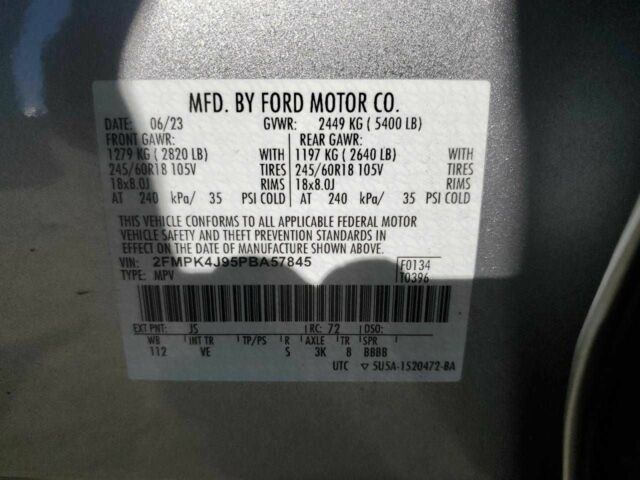 MFD. BY FORD MOTOR CO.
DATE: 06/23 GVWR: 2449 KG ( 5400 LB)
FRONT GAWR: REAR GAWR:
1279 KG ( 2820 LB) WITH 1197 KG ( 2640 LB) WITH
245/60R18 105V TIRES 245/60R18 105V TIRES
18x8.0J RIMS 18x8.0J RIMS
AT 240 kPa/ 35 PSI COLD AT 240 kPa/ 35 PSI COLD
THIS VEHICLE CONFORMS TO ALL APPLICABLE FEDERAL MOTOR
VEHICLE SAFETY AND THEFT PREVENTION STANDARDS IN
EFFECT ON THE DATE OF MANUFACTURE SHOWN ABOVE.
VIN: 2FMPK4J95PBA57845 F0134
TYPE: MPV T0396
EXT PNT: JS RC: 72 DSO:
WB INT TR TP/PS R AXLE TR SPR
112 VE S 3K 8 BBBB
UTC ▽ 5U5A-1520472-BA